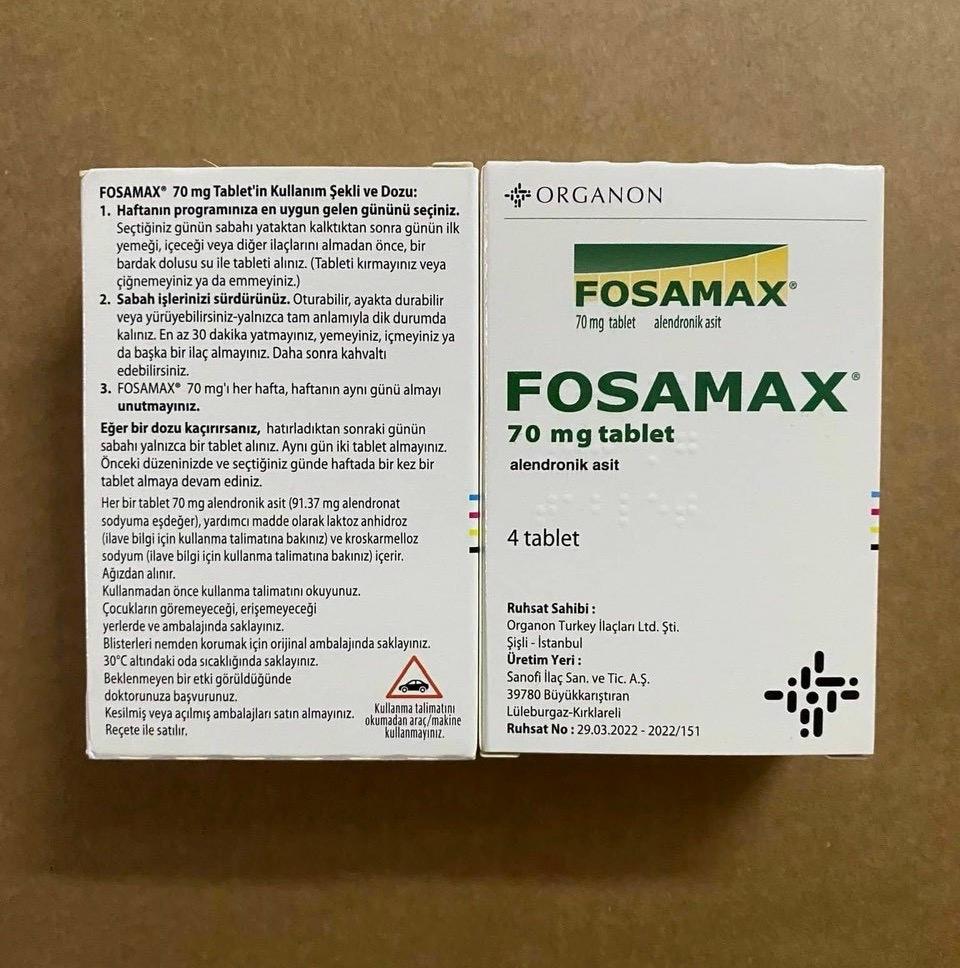 FOSAMAX® 70 mg Tablet'in Kullanım Şekli ve Dozu:
1. Haftanın programınıza en uygun gelen gününü seçiniz.
Seçtiğiniz günün sabahı yataktan kalktıktan sonra günün ilk
yemeği, içeceği veya diğer ilaçlarını almadan önce, bir
bardak dolusu su ile tableti alınız. (Tableti kırmayınız veya
çiğnemeyiniz ya da emmeyiniz.)
2. Sabah işlerinizi sürdürünüz. Oturabilir, ayakta durabilir
veya yürüyebilirsiniz-yalnızca tam anlamıyla dik durumda
kalınız. En az 30 dakika yatmayınız, yemeyiniz, içmeyiniz ya
da başka bir ilaç almayınız. Daha sonra kahvaltı
edebilirsiniz.
3. FOSAMAX® 70 mg'ı her hafta, haftanın aynı günü almayı
unutmayınız.
Eğer bir dozu kaçırırsanız, hatırladıktan sonraki günün
sabahı yalnızca bir tablet alınız. Aynı gün iki tablet almayınız.
Önceki düzeninizde ve seçtiğiniz günde haftada bir kez bir
tablet almaya devam ediniz.
Her bir tablet 70 mg alendronik asit (91.37 mg alendronat
sodyuma eşdeğer), yardımcı madde olarak laktoz anhidroz
(ilave bilgi için kullanma talimatına bakınız) ve kroskarmelloz
sodyum (ilave bilgi için kullanma talimatına bakınız) içerir.
Ağızdan alınır.
Kullanmadan önce kullanma talimatını okuyunuz.
Çocukların göremeyeceği, erişemeyeceği
yerlerde ve ambalajında saklayınız.
Blisterleri nemden korumak için orijinal ambalajında saklayınız.
30°C altındaki oda sıcaklığında saklayınız.
Beklenmeyen bir etki görüldüğünde
doktorunuza başvurunuz.
Kesilmiş veya açılmış ambalajları satın almayınız.
Reçete ile satılır.
Kullanma talimatını
okumadan araç/makine
kullanmayınız.
ORGANON
FOSAMAX®
70 mg tablet alendronik asit
FOSAMAX®
70 mg tablet
alendronik asit
4 tablet
Ruhsat Sahibi :
Organon Turkey İlaçları Ltd. Şti.
Şişli - İstanbul
Üretim Yeri :
Sanofi İlaç San. ve Tic. A.Ş.
39780 Büyükkarıştıran
Lüleburgaz-Kırklareli
Ruhsat No : 29.03.2022 - 2022/151